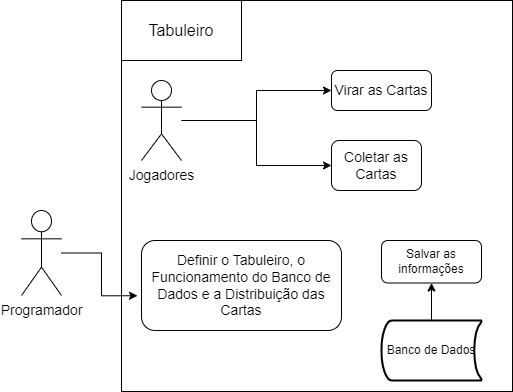 Tabuleiro
Virar as Cartas
Jogadores
Coletar as
Cartas
Programador
Definir o Tabuleiro, o
Funcionamento do Banco de
Dados e a Distribuição das
Cartas
Salvar as
informações
Banco de Dados